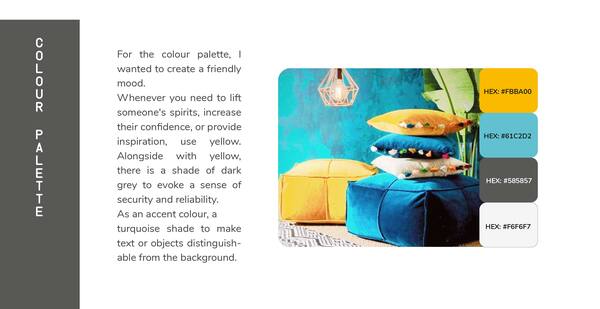 COLOUR PALETTE
For the colour palette, I
wanted to create a friendly
mood.
Whenever you need to lift
someone's spirits, increase
their confidence, or provide
inspiration, use yellow.
Alongside with yellow,
there is a shade of dark
grey to evoke a sense of
security and reliability.
As an accent colour, a
turquoise shade to make
text or objects distinguish-
able from the background.
HEX: #FBBA00
HEX: #61C2D2
HEX: #585857
HEX: #F6F6F7